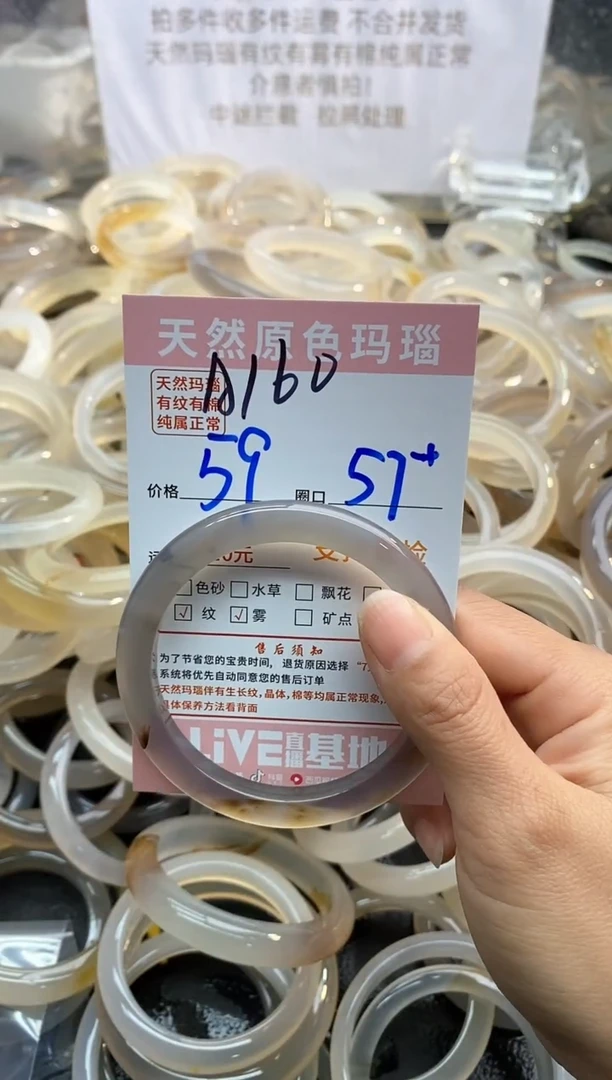 拍多件收多件运费 不合并发货
天然玛瑙有纹有雾有棉纯属正常
介意者慎拍!
中途拦截 拉黑处理
天然原色玛瑙
A160
天然玛瑙
有纹有棉
纯属正常
价格 59 圈口 57+
0元
□色砂 □水草 □飘花
☑纹 ☑雾 □矿点
售后须知
为了节省您的宝贵时间, 退货原因选择
系统将优先自动同意您的售后订单
天然玛瑙伴有生长纹,晶体,棉等均属正常现象,
具体保养方法看背面
LiVE直播基地
抖音